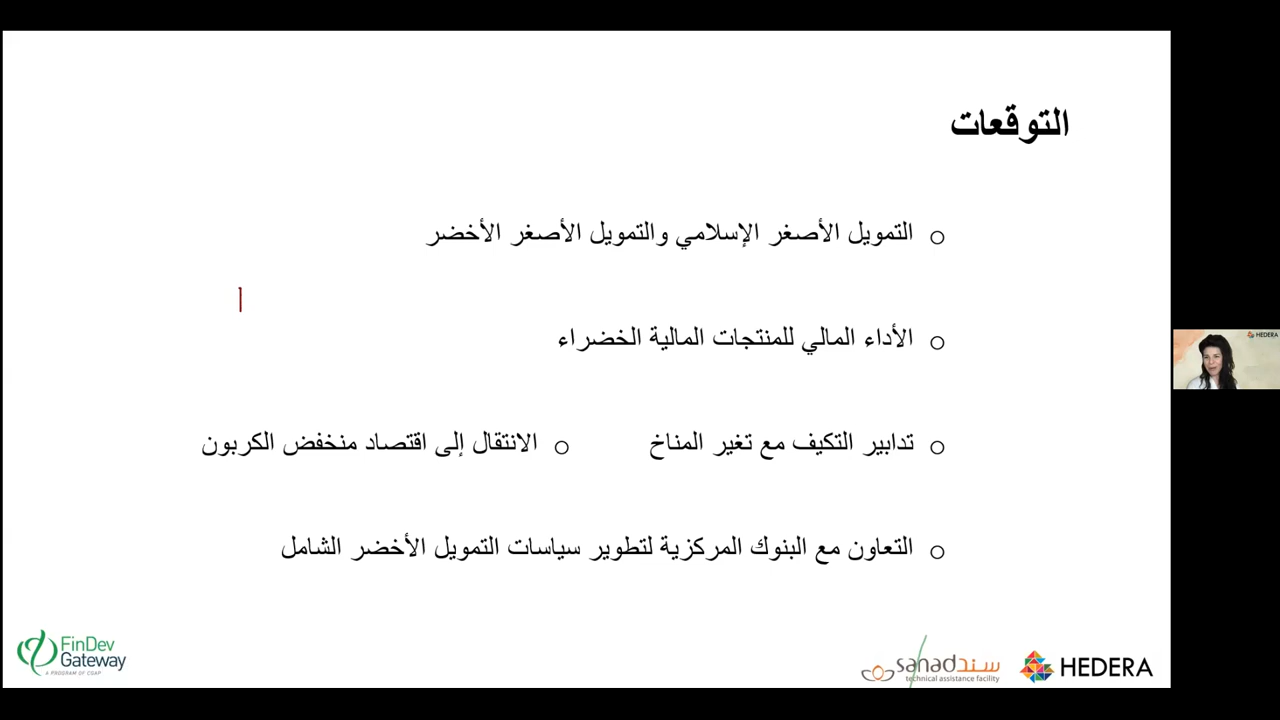 التوقعات
التمويل الأصغر الإسلامي والتمويل الأصغر الأخضر
الأداء المالي للمنتجات المالية الخضراء
تدابير التكيف مع تغير المناخ
الانتقال إلى اقتصاد منخفض الكربون
التعاون مع البنوك المركزية لتطوير سياسات التمويل الأخضر الشامل
HEDERA
FinDev
Gateway
A PROGRAM OF CGAP
sanad سند
technical assistance facility
HEDERA